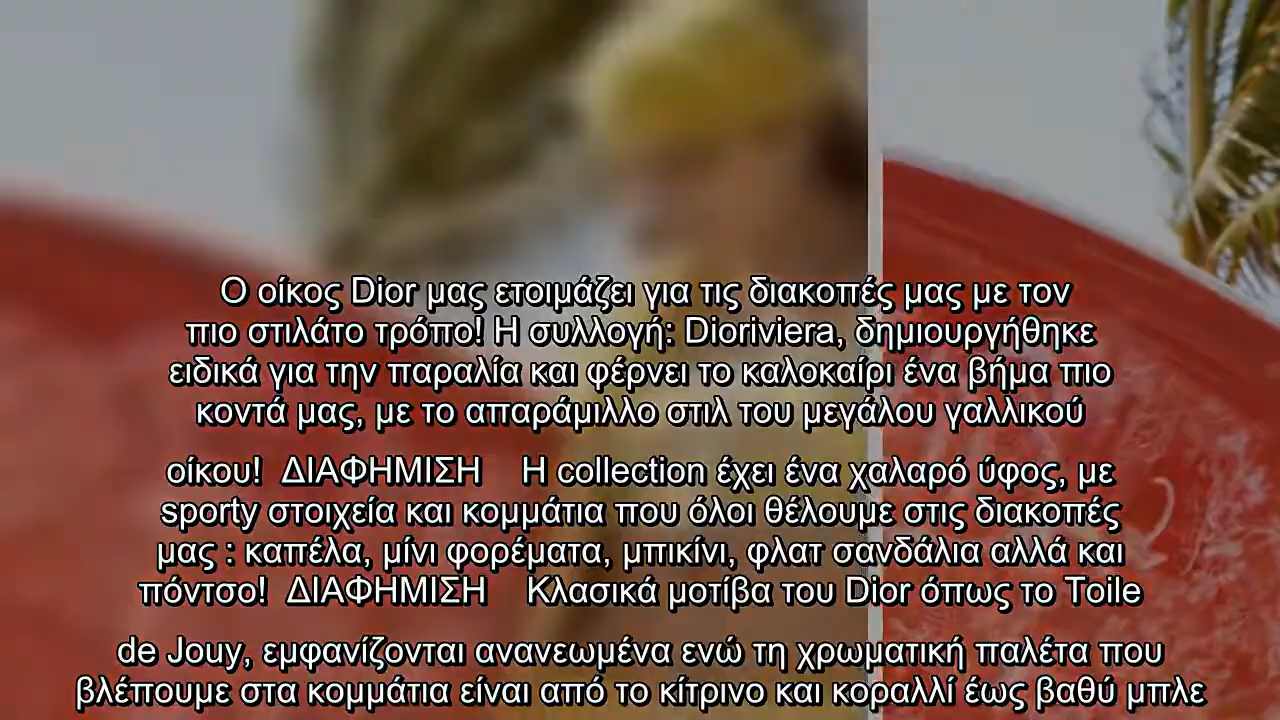 Ο οίκος Dior μας ετοιμάζει για τις διακοπές μας με τον
πιο στιλάτο τρόπο! Η συλλογή: Dioriviera, δημιουργήθηκε
ειδικά για την παραλία και φέρνει το καλοκαίρι ένα βήμα πιο
κοντά μας, με το απαράμιλλο στιλ του μεγάλου γαλλικού
οίκου! ΔΙΑΦΗΜΙΣΗ Η collection έχει ένα χαλαρό ύφος, με
sporty στοιχεία και κομμάτια που όλοι θέλουμε στις διακοπές
μας : καπέλα, μίνι φορέματα, μπικίνι, φλατ σανδάλια αλλά και
πόντσο! ΔΙΑΦΗΜΙΣΗ Κλασικά μοτίβα του Dior όπως το Toile
de Jouy, εμφανίζονται ανανεωμένα ενώ τη χρωματική παλέτα που
βλέπουμε στα κομμάτια είναι από το κίτρινο και κοραλλί έως βαθύ μπλε